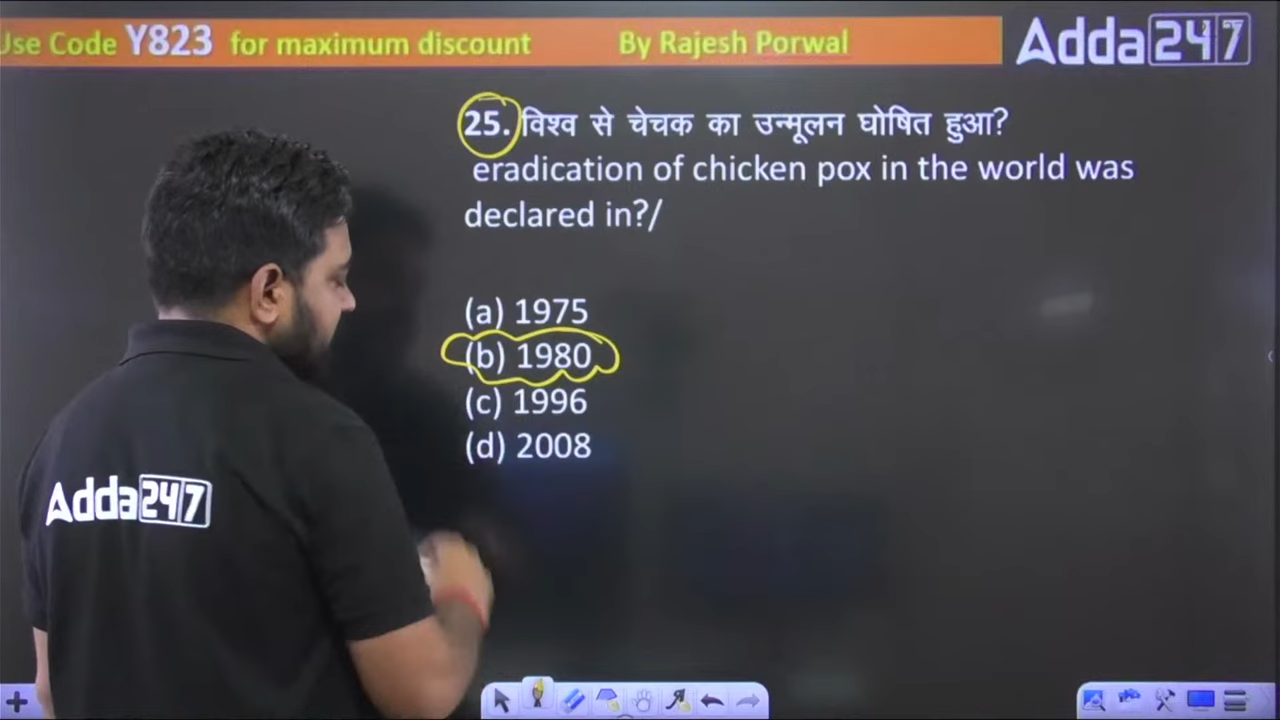 Use Code Y823 for maximum discount By Rajesh Porwal
Adda247
25. विश्व से चेचक का उन्मूलन घोषित हुआ?
eradication of chicken pox in the world was
declared in?/
(a) 1975
(b) 1980
(c) 1996
(d) 2008
Adda247